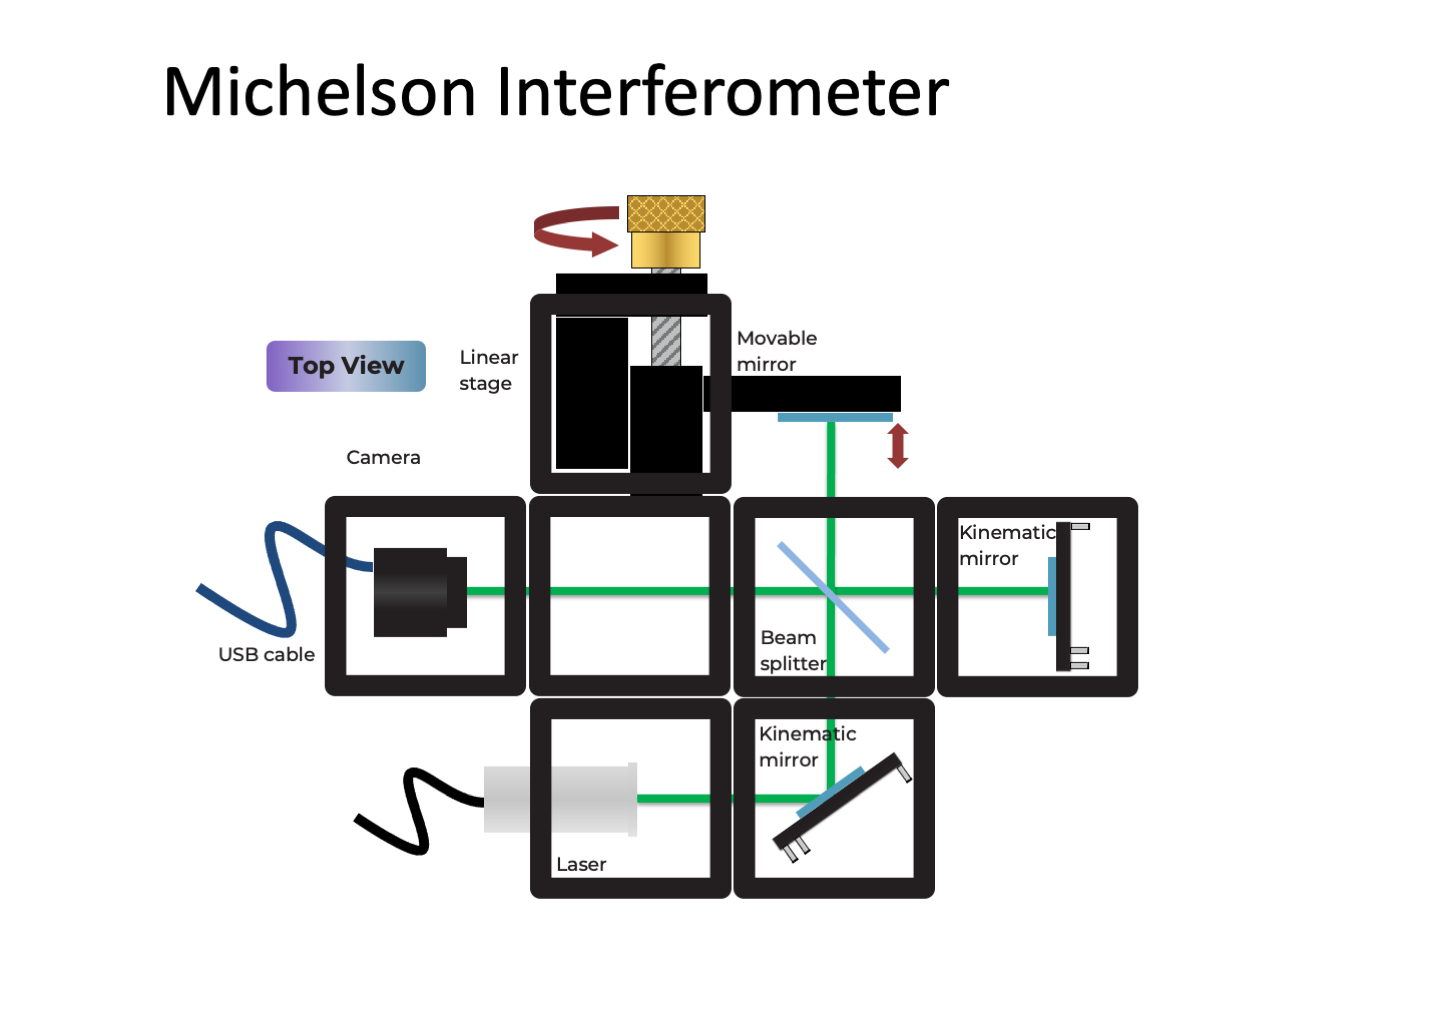 Michelson Interferometer
Top View
Linear
stage
Movable
mirror
Camera
USB cable
Beam
splitter
Kinematic
mirror
Kinematic
mirror
Laser